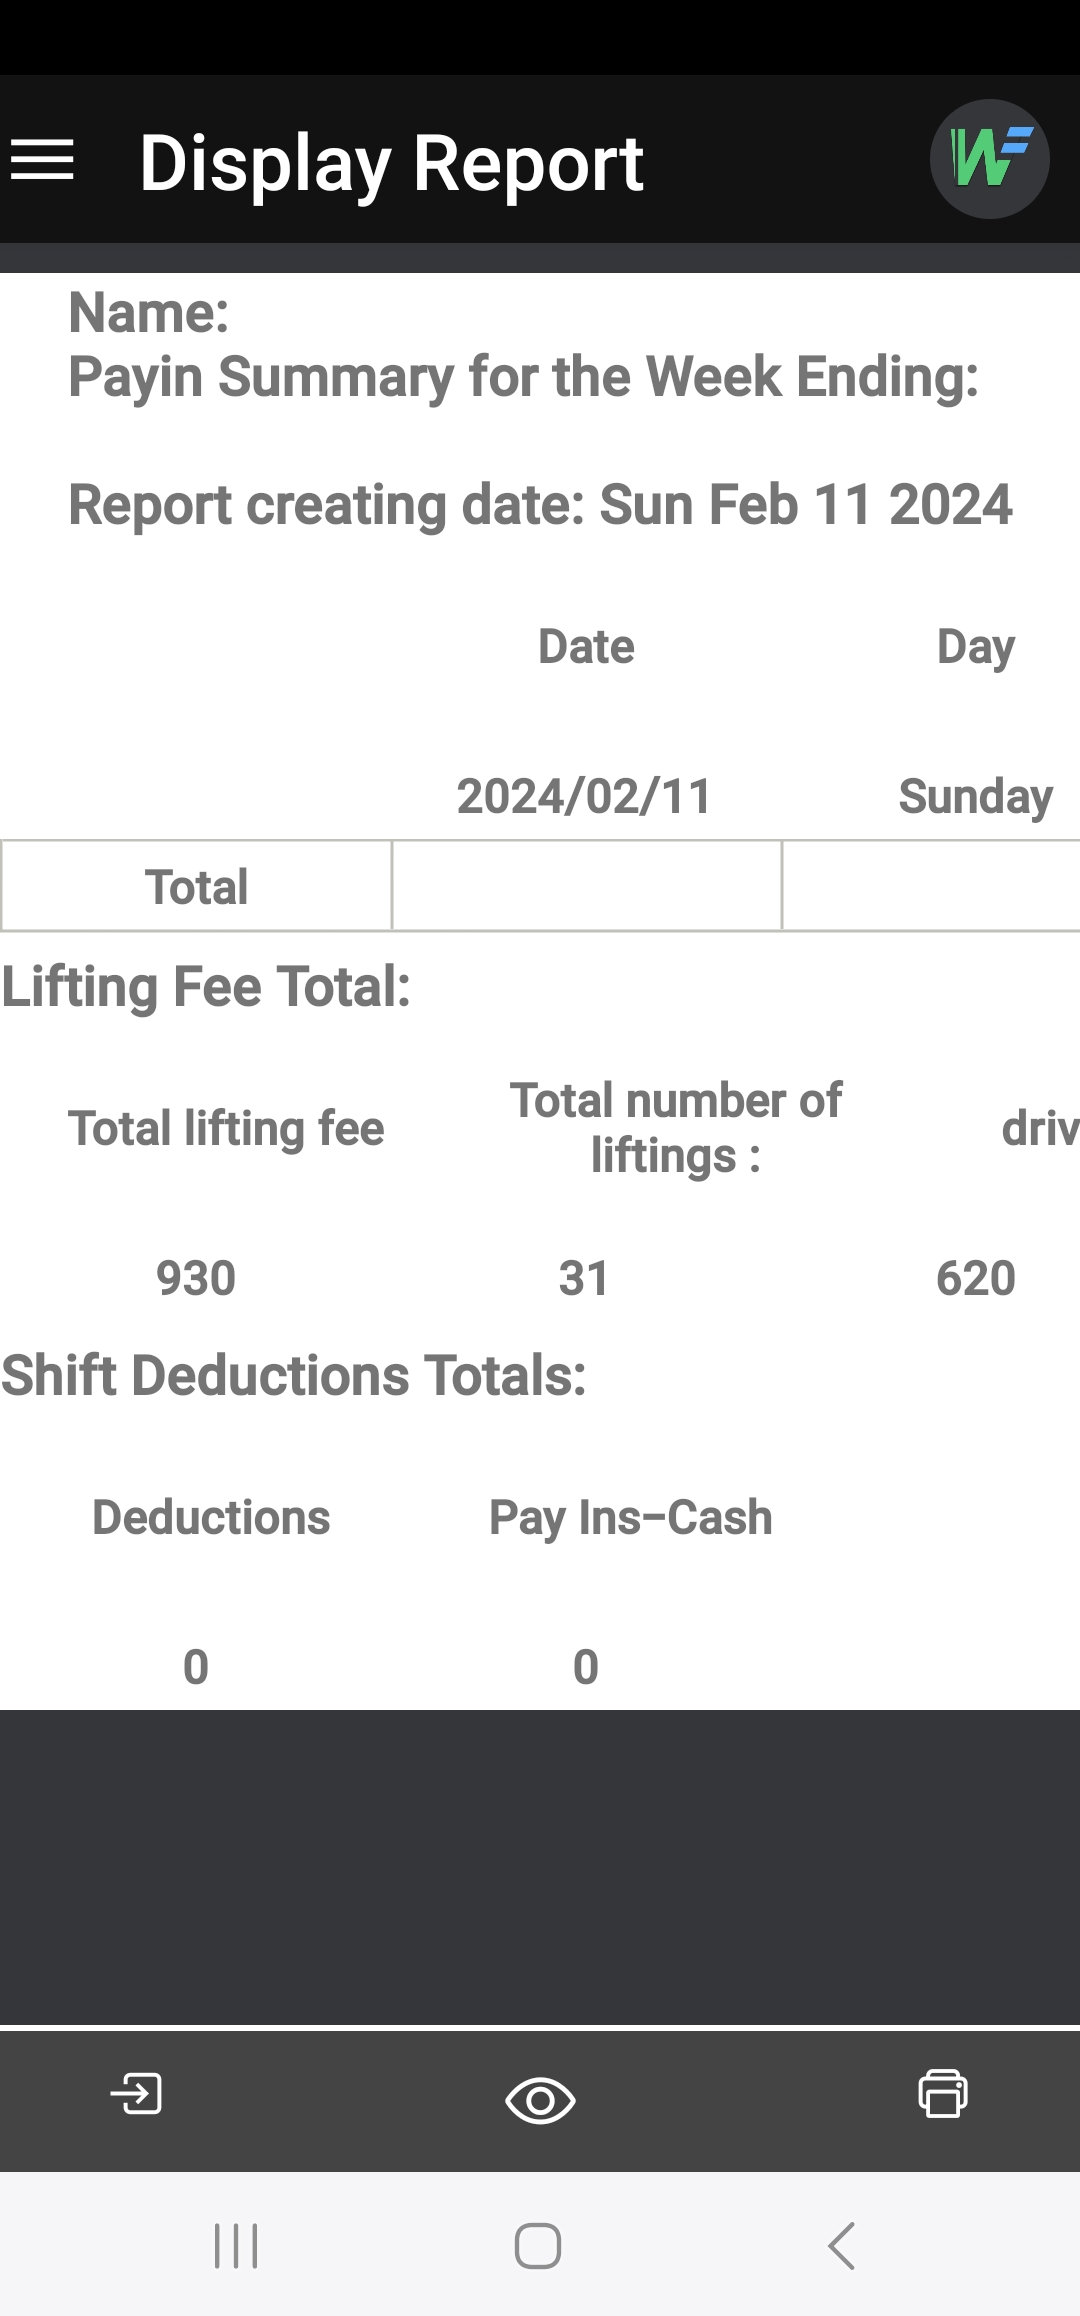 Display Report
WF
Name:
Payin Summary for the Week Ending:
Report creating date: Sun Feb 11 2024
Date Day
2024/02/11 Sunday
Total
Lifting Fee Total:
Total lifting fee Total number of liftings : driv
930 31 620
Shift Deductions Totals:
Deductions Pay Ins-Cash
0 0